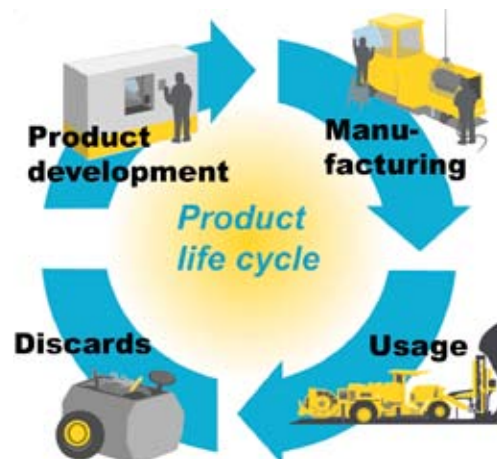 Product
development
Manu-
facturing
Product
life cycle
Discards
Usage